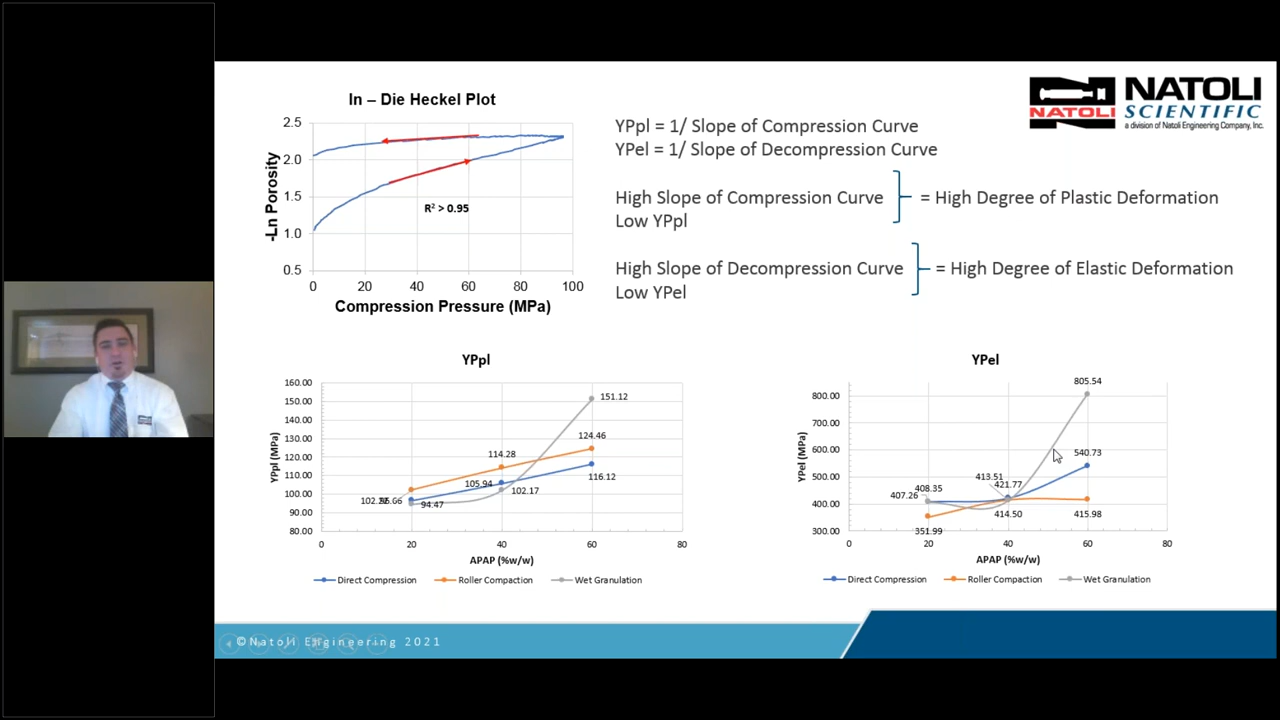 In – Die Heckel Plot
2.5
2.0
1.5
1.0
0.5
-Ln Porosity
R² > 0.95
0 20 40 60 80 100
Compression Pressure (MPa)
YPpl = 1/ Slope of Compression Curve
YPel = 1/ Slope of Decompression Curve
High Slope of Compression Curve
Low YPpl
= High Degree of Plastic Deformation
High Slope of Decompression Curve
Low YPel
= High Degree of Elastic Deformation
NATOLI
NATOLI
SCIENTIFIC
a division of Natoli Engineering Company, Inc.
YPpl
160.00
150.00
140.00
130.00
120.00
110.00
100.00
90.00
80.00
YPpl (MPa)
151.12
124.46
114.28
116.12
105.94
102.17
94.47
0 20 40 60 80
APAP (%w/w)
Direct Compression Roller Compaction Wet Granulation
YPel
800.00
700.00
600.00
500.00
400.00
300.00
YPel (MPa)
805.54
540.73
413.51
421.77
408.35
407.26
414.50
415.98
351.99
0 20 40 60 80
APAP (%w/w)
Direct Compression Roller Compaction Wet Granulation
©Natoli Engineering 2021